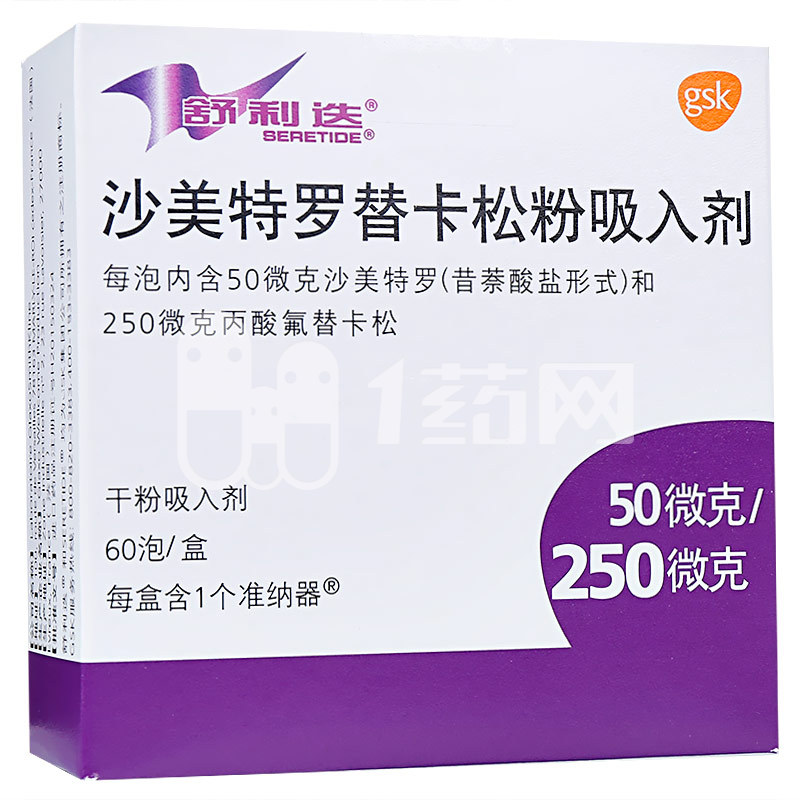 舒利迭®
SERETIDE®
gsk
沙美特罗替卡松粉吸入剂
每泡内含50微克沙美特罗(昔萘酸盐形式)和
250微克丙酸氟替卡松
1药网
干粉吸入剂
60泡/盒
每盒含1个准纳器®
50微克/
250微克